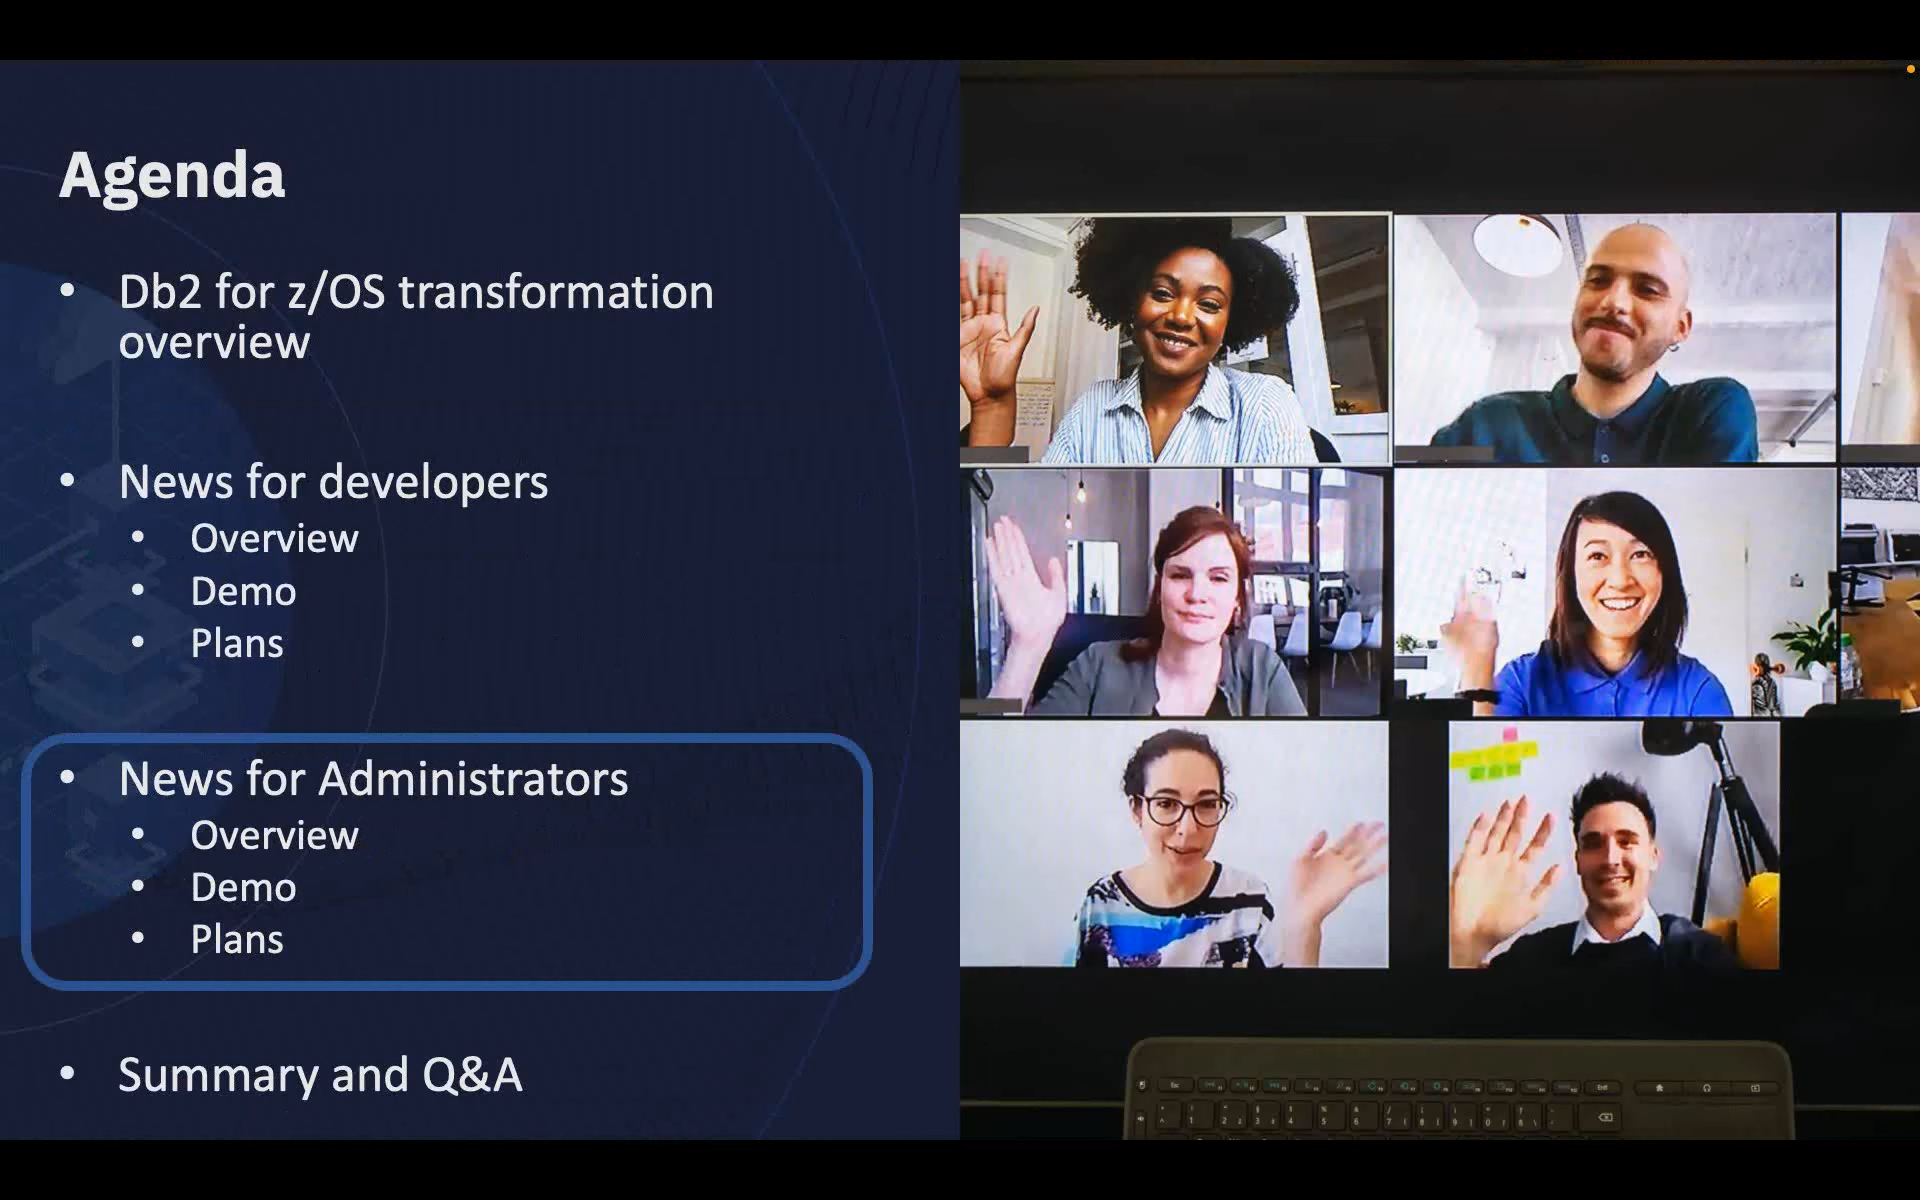 Agenda
• Db2 for z/OS transformation
overview
• News for developers
• Overview
• Demo
• Plans
• News for Administrators
• Overview
• Demo
• Plans
• Summary and Q&A
Esc